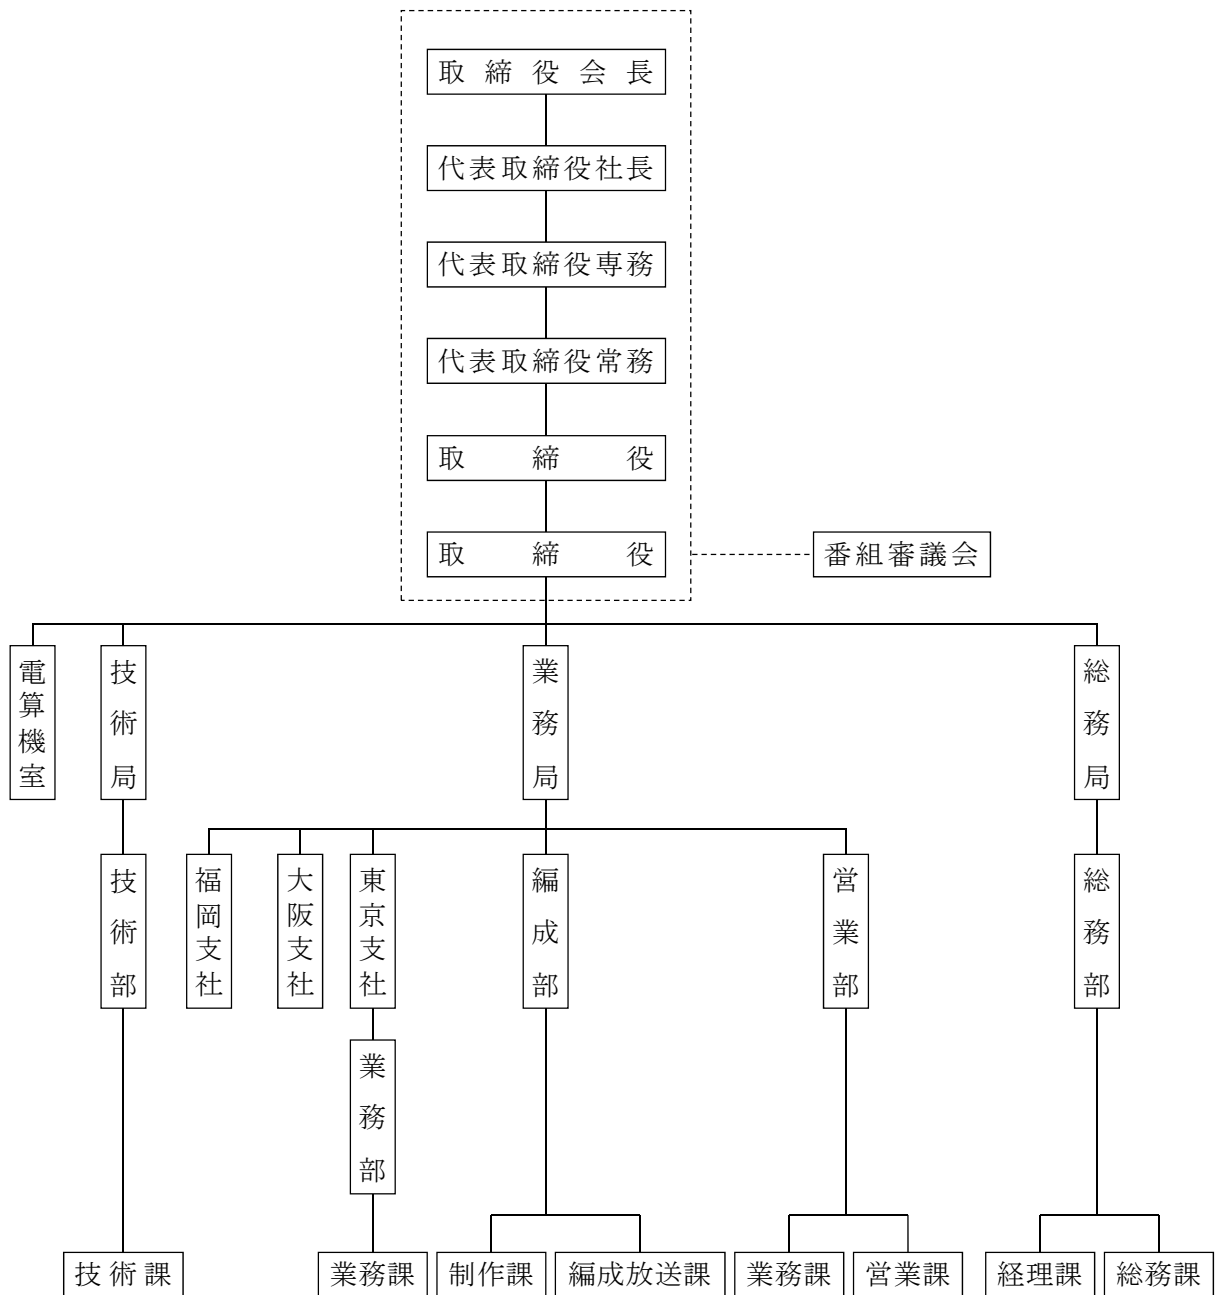 取締役会長
代表取締役社長
代表取締役専務
代表取締役常務
取締役
取締役
番組審議会
電算機室
技術局
業務局
総務局
技術部
福岡支社
大阪支社
東京支社
編成部
営業部
総務部
業務部
技術課
業務課
制作課
編成放送課
業務課
営業課
経理課
総務課